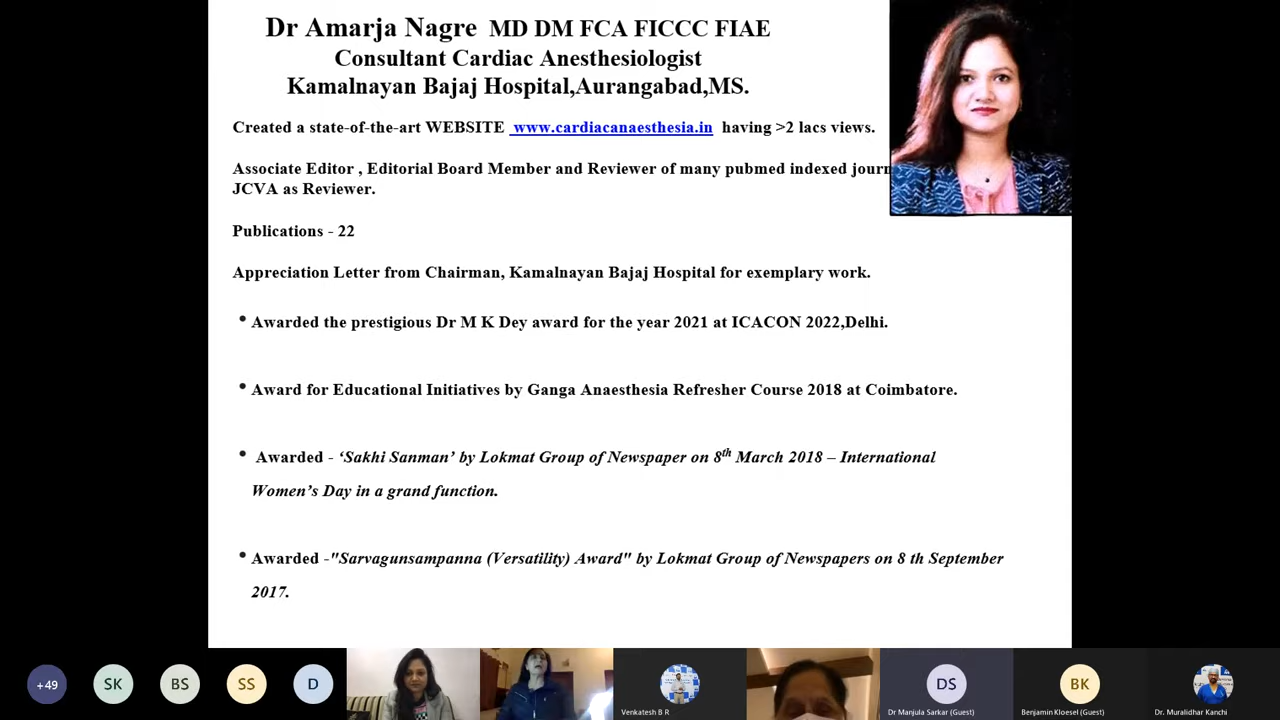 Dr Amarja Nagre MD DM FCA FICCC FIAE
Consultant Cardiac Anesthesiologist
Kamalnayan Bajaj Hospital,Aurangabad,MS.
Created a state-of-the-art WEBSITE www.cardiacanaesthesia.in having >2 lacs views.
Associate Editor , Editorial Board Member and Reviewer of many pubmed indexed journ
JCVA as Reviewer.
Publications - 22
Appreciation Letter from Chairman, Kamalnayan Bajaj Hospital for exemplary work.
• Awarded the prestigious Dr M K Dey award for the year 2021 at ICACON 2022,Delhi.
• Award for Educational Initiatives by Ganga Anaesthesia Refresher Course 2018 at Coimbatore.
• Awarded - ‘Sakhi Sanman’ by Lokmat Group of Newspaper on 8th March 2018 – International
Women’s Day in a grand function.
• Awarded -"Sarvagunsampanna (Versatility) Award" by Lokmat Group of Newspapers on 8 th September
2017.
+49 SK BS SS D DS BK
Venkatesh B R Dr Manjula Sarkar (Guest) Benjamin Kloesel (Guest) Dr. Muralidhar Kanchi